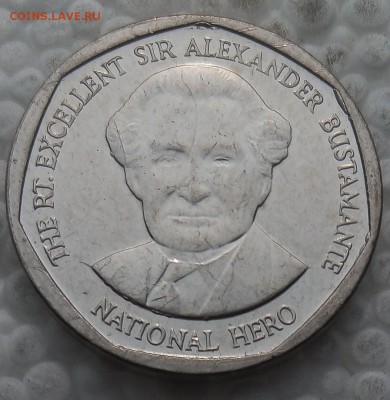 COINS.LAVE.RU
THE RT. EXCELLENT SIR ALEXANDER BUSTAMANTE
NATIONAL HERO